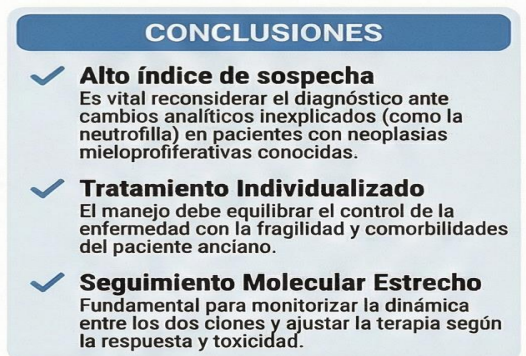 CONCLUSIONES
Alto índice de sospecha
Es vital reconsiderar el diagnóstico ante
cambios analíticos inexplicados (como la
neutrofilla) en pacientes con neoplasias
mieloprofiferativas conocidas.
Tratamiento Individualizado
El manejo debe equilibrar el control de la
enfermedad con la fragilidad y comorbilidades
del paciente anciano.
Seguimiento Molecular Estrecho
Fundamental para monitorizar la dinámica
entre los dos ciones y ajustar la terapia según
la respuesta y toxicidad.